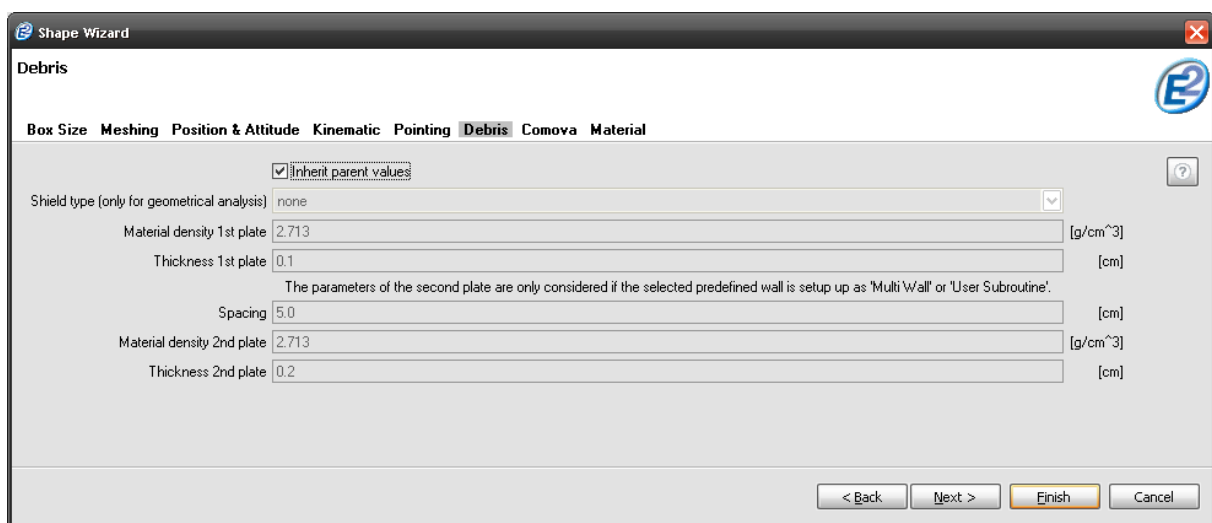 Shape Wizard
Debris
E2
Box Size Meshing Position & Attitude Kinematic Pointing Debris Comova Material
Inherit parent values
?
Shield type (only for geometrical analysis) none
Material density 1st plate 2.713 [g/cm^3]
Thickness 1st plate 0.1 [cm]
The parameters of the second plate are only considered if the selected predefined wall is setup up as 'Multi Wall' or 'User Subroutine'.
Spacing 5.0 [cm]
Material density 2nd plate 2.713 [g/cm^3]
Thickness 2nd plate 0.2 [cm]
< Back Next > Finish Cancel